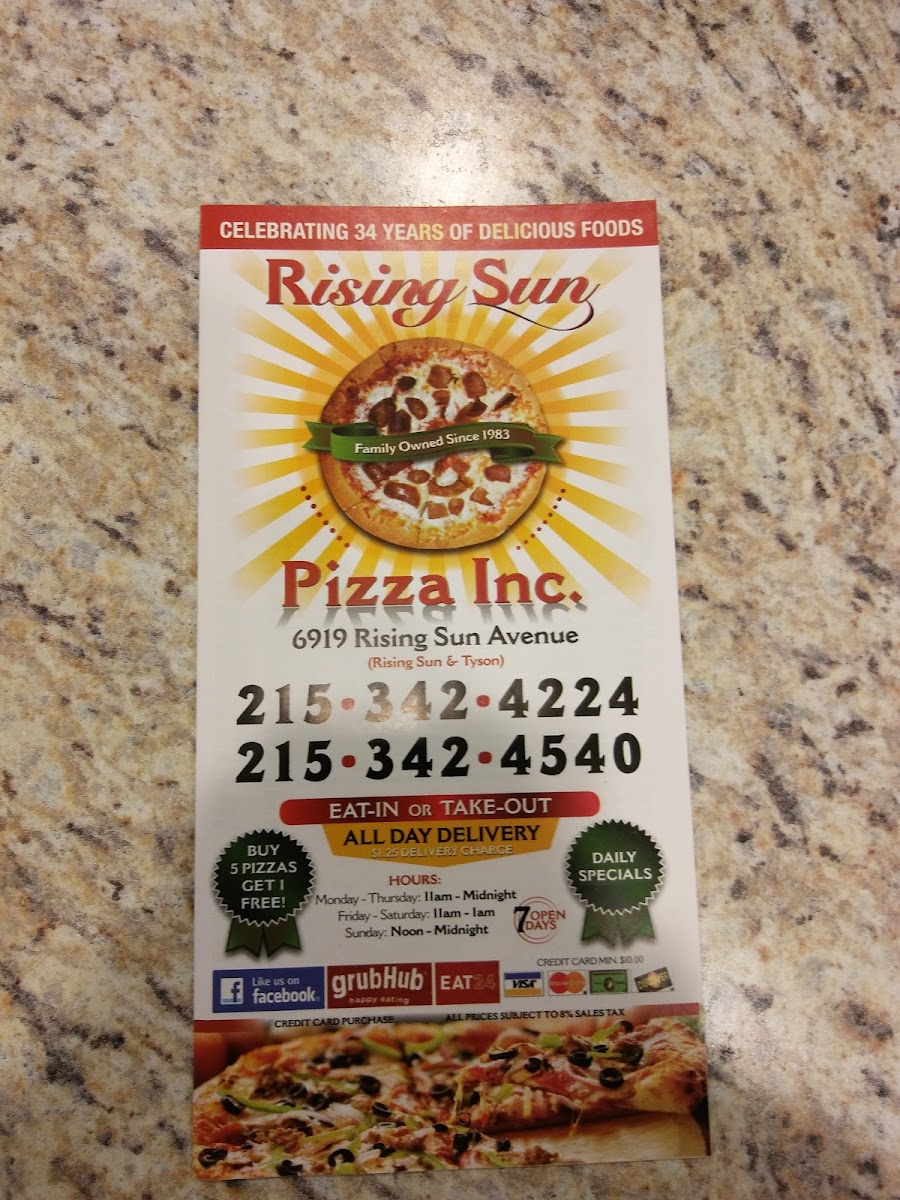 CELEBRATING 34 YEARS OF DELICIOUS FOODS
Rising Sun
Family Owned Since 1983
Pizza Inc.
6919 Rising Sun Avenue
(Rising Sun & Tyson)
215•342•4224
215•342•4540
EAT-IN OR TAKE-OUT
ALL DAY DELIVERY
$1.25 DELIVERY CHARGE
BUY
5 PIZZAS
GET 1
FREE!
DAILY
SPECIALS
HOURS:
Monday - Thursday: 11am - Midnight
Friday - Saturday: 11am - 1am
Sunday: Noon - Midnight
7 OPEN
DAYS
CREDIT CARD MIN. $10.00
Like us on
facebook
grubHub
happy eating
EAT24
VISA
CREDIT CARD PURCHASE
ALL PRICES SUBJECT TO 8% SALES TAX